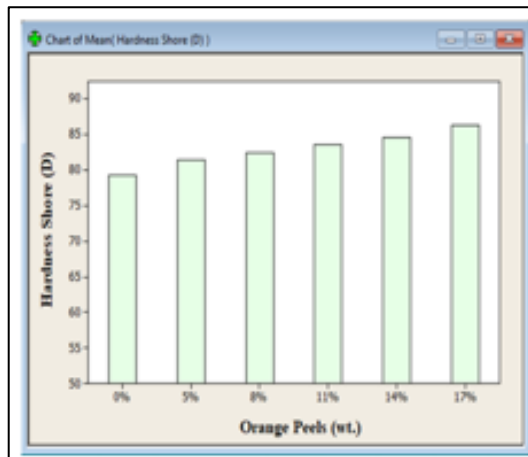 Chart of Mean( Hardness Shore (D) )
Hardness Shore (D)
90
85
80
75
70
65
60
55
50
0% 5% 8% 11% 14% 17%
Orange Peels (wt.)